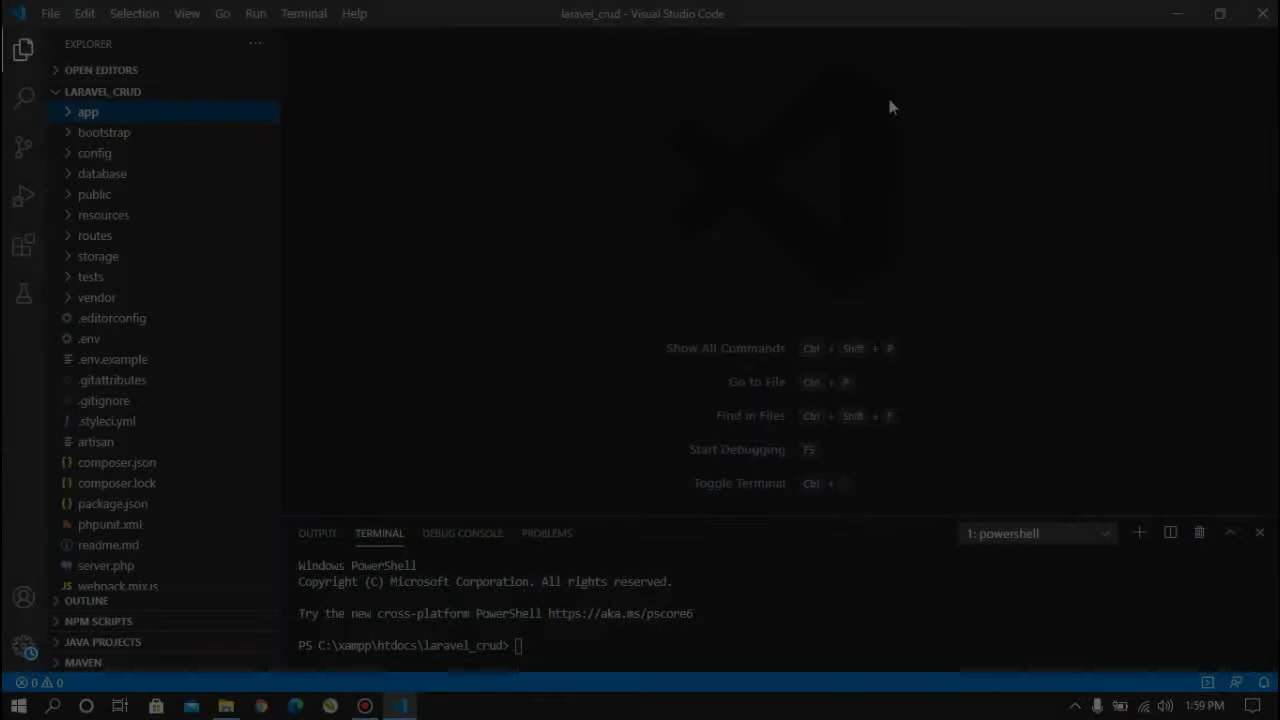 File Edit Selection View Go Run Terminal Help
laravel_crud - Visual Studio Code
EXPLORER
OPEN EDITORS
LARAVEL_CRUD
app
bootstrap
config
database
public
resources
routes
storage
tests
vendor
.editorconfig
.env
.env.example
.gitattributes
.gitignore
.styleci.yml
artisan
{} composer.json
{} composer.lock
{} package.json
phpunit.xml
readme.md
server.php
JS webpack.mix.js
OUTLINE
NPM SCRIPTS
JAVA PROJECTS
MAVEN
Show All Commands Ctrl + Shift + P
Go to File Ctrl + P
Find in Files Ctrl + Shift + F
Start Debugging F5
Toggle Terminal Ctrl +
OUTPUT TERMINAL DEBUG CONSOLE PROBLEMS
1: powershell
Windows PowerShell
Copyright (C) Microsoft Corporation. All rights reserved.
Try the new cross-platform PowerShell https://aka.ms/pscore6
PS C:\xampp\htdocs\laravel_crud>
0 0
1:59 PM